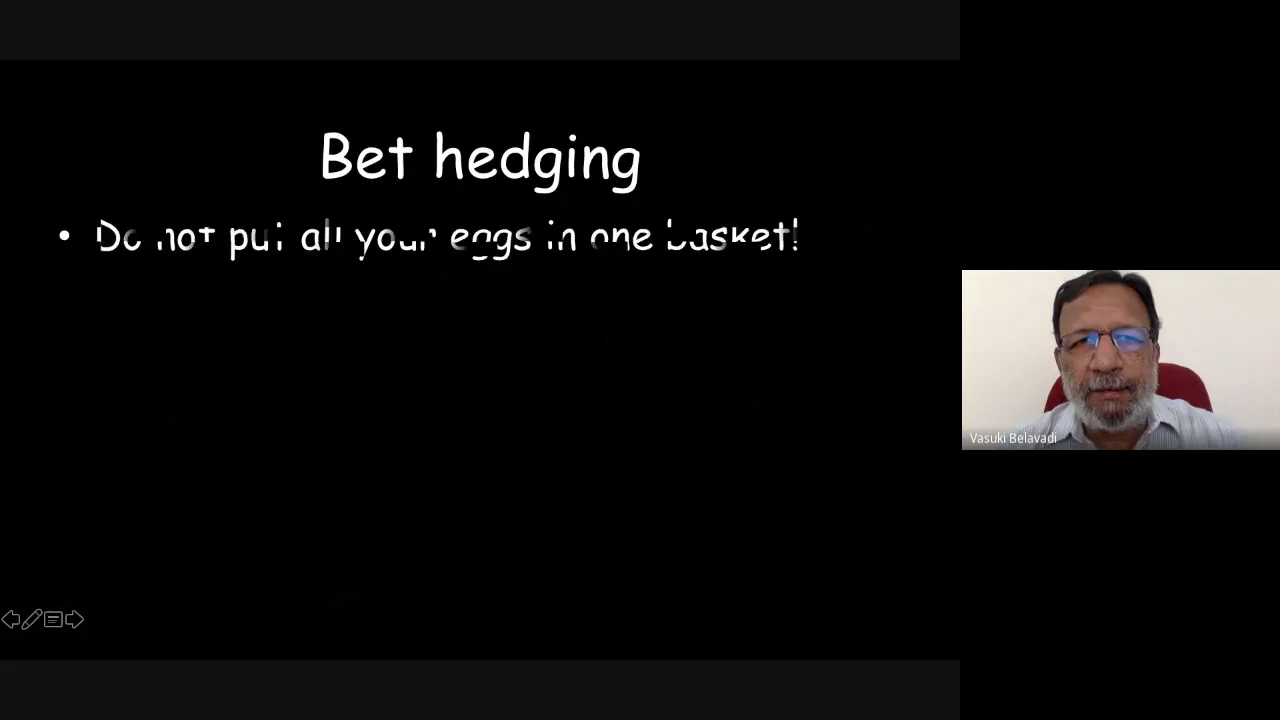 Bet hedging
• Do not put all your eggs in one basket!
Vasuki Belavadi